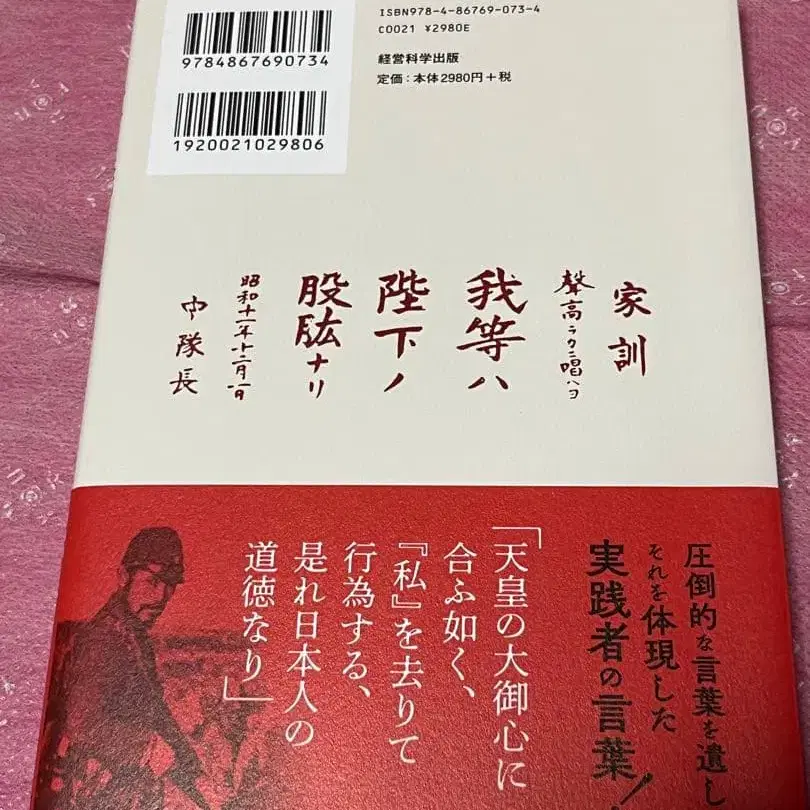 ISBN978-4-86769-073-4
C0021 ¥2980E
9784867690734
経営科学出版
定価：本体2980円＋税
1920021029806
家訓
聲高ラカニ唱ハヨ
我等ハ
陛下ノ
股肱ナリ
昭和十一年十二月一日
中隊長
圧倒的な言葉を遺し
それを体現した
実践者の言葉！
「天皇の大御心に
合ふ如く、
『私』を去りて
行為する、
是れ日本人の
道徳なり」